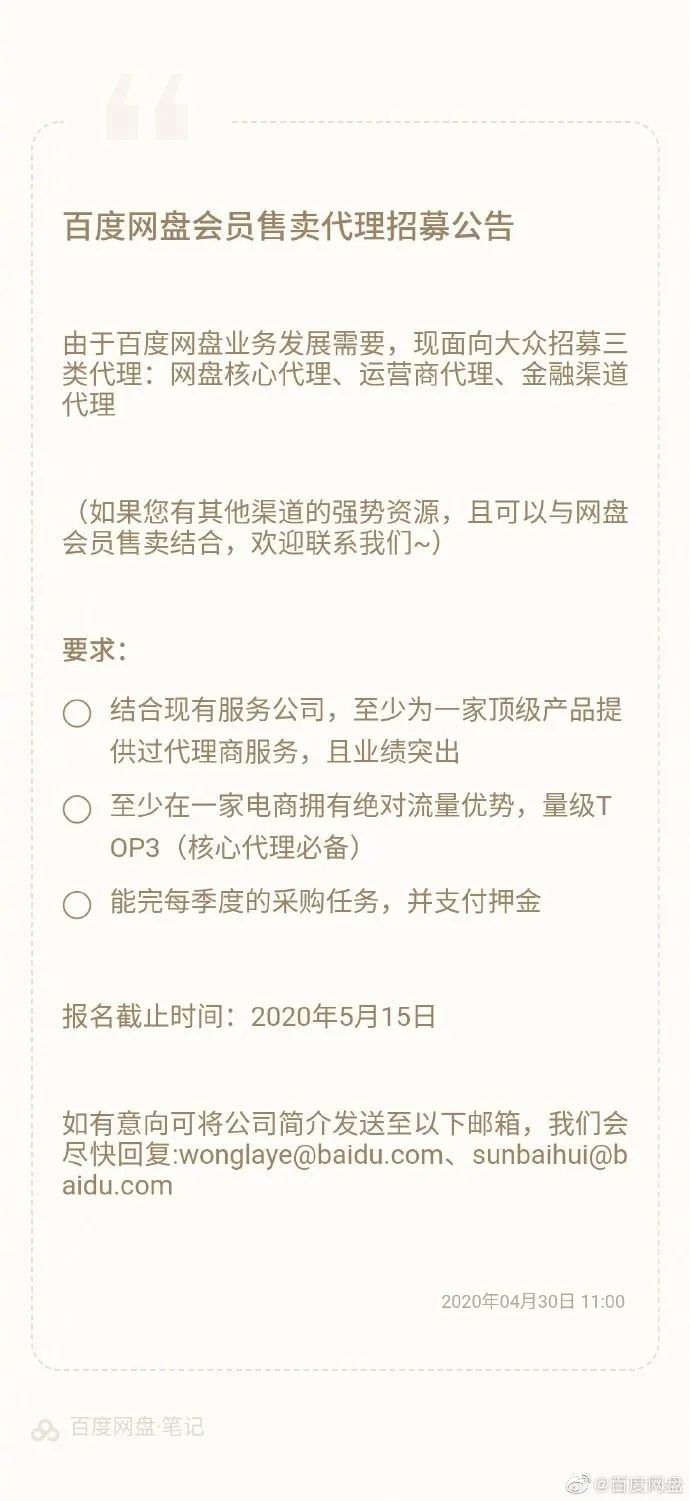 百度网盘会员售卖代理招募公告
由于百度网盘业务发展需要，现面向大众招募三
类代理：网盘核心代理、运营商代理、金融渠道
代理
（如果您有其他渠道的强势资源，且可以与网盘
会员售卖结合，欢迎联系我们~）
要求：
结合现有服务公司，至少为一家顶级产品提
供过代理商服务，且业绩突出
至少在一家电商拥有绝对流量优势，量级T
OP3（核心代理必备）
能完每季度的采购任务，并支付押金
报名截止时间：2020年5月15日
如有意向可将公司简介发送至以下邮箱，我们会
尽快回复:wonglaye@baidu.com、sunbaihui@b
aidu.com
2020年04月30日 11:00
百度网盘·笔记
@百度网盘